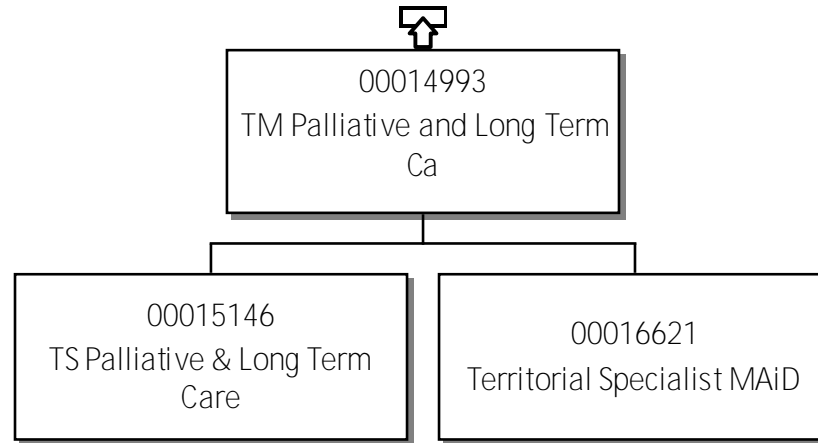 00014993
TM Palliative and Long Term
Ca
00015146
TS Palliative & Long Term
Care
00016621
Territorial Specialist MAiD